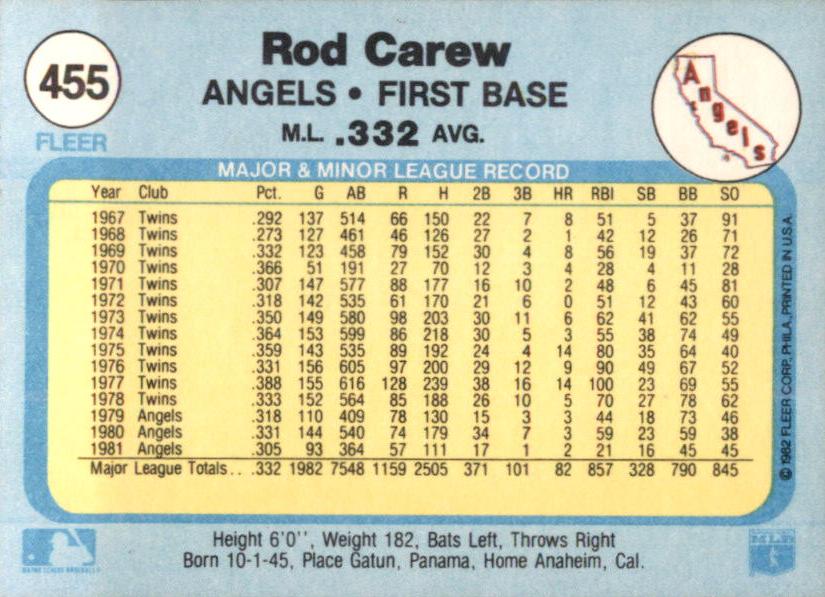 455
FLEER
Rod Carew
ANGELS • FIRST BASE
M.L. .332 AVG.
Angels
MAJOR & MINOR LEAGUE RECORD
Year Club Pct. G AB R H 2B 3B HR RBI SB BB SO
1967 Twins .292 137 514 66 150 22 7 8 51 5 37 91
1968 Twins .273 127 461 46 126 27 2 1 42 12 26 71
1969 Twins .332 123 458 79 152 30 4 8 56 19 37 72
1970 Twins .366 51 191 27 70 12 3 4 28 4 11 28
1971 Twins .307 147 577 88 177 16 10 2 48 6 45 81
1972 Twins .318 142 535 61 170 21 6 0 51 12 43 60
1973 Twins .350 149 580 98 203 30 11 6 62 41 62 55
1974 Twins .364 153 599 86 218 30 5 3 55 38 74 49
1975 Twins .359 143 535 89 192 24 4 14 80 35 64 40
1976 Twins .331 156 605 97 200 29 12 9 90 49 67 52
1977 Twins .388 155 616 128 239 38 16 14 100 23 69 55
1978 Twins .333 152 564 85 188 26 10 5 70 27 78 62
1979 Angels .318 110 409 78 130 15 3 3 44 18 73 46
1980 Angels .331 144 540 74 179 34 7 3 59 23 59 38
1981 Angels .305 93 364 57 111 17 1 2 21 16 45 45
Major League Totals . . .332 1982 7548 1159 2505 371 101 82 857 328 790 845
© 1982 FLEER CORP. PHILA., PRINTED IN U.S.A.
Height 6'0'', Weight 182, Bats Left, Throws Right
Born 10-1-45, Place Gatun, Panama, Home Anaheim, Cal.
MAJOR LEAGUE BASEBALL